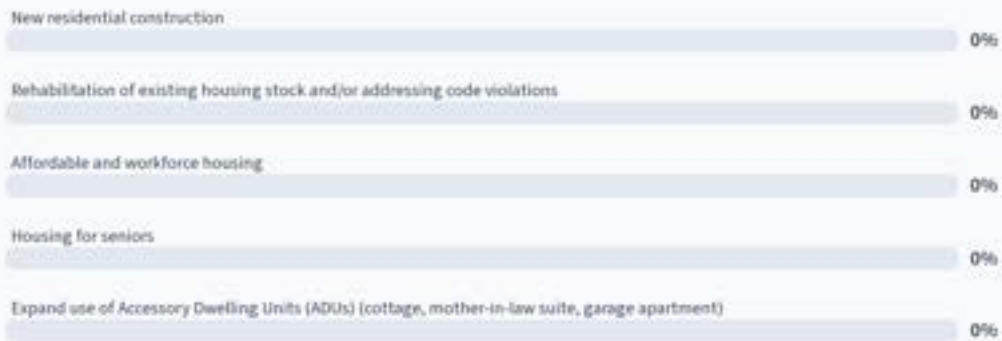 New residential construction
0%
Rehabilitation of existing housing stock and/or addressing code violations
0%
Affordable and workforce housing
0%
Housing for seniors
0%
Expand use of Accessory Dwelling Units (ADUs) (cottage, mother-in-law suite, garage apartment)
0%